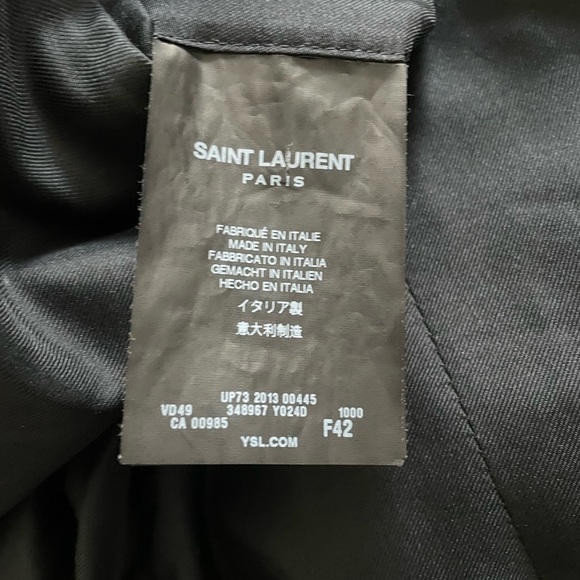 SAINT LAURENT
PARIS
FABRIQUÉ EN ITALIE
MADE IN ITALY
FABBRICATO IN ITALIA
GEMACHT IN ITALIEN
HECHO EN ITALIA
イタリア製
意大利制造
UP73 2013 00445
VD49 348967 Y024D 1000
CA 00985 F42
YSL.COM